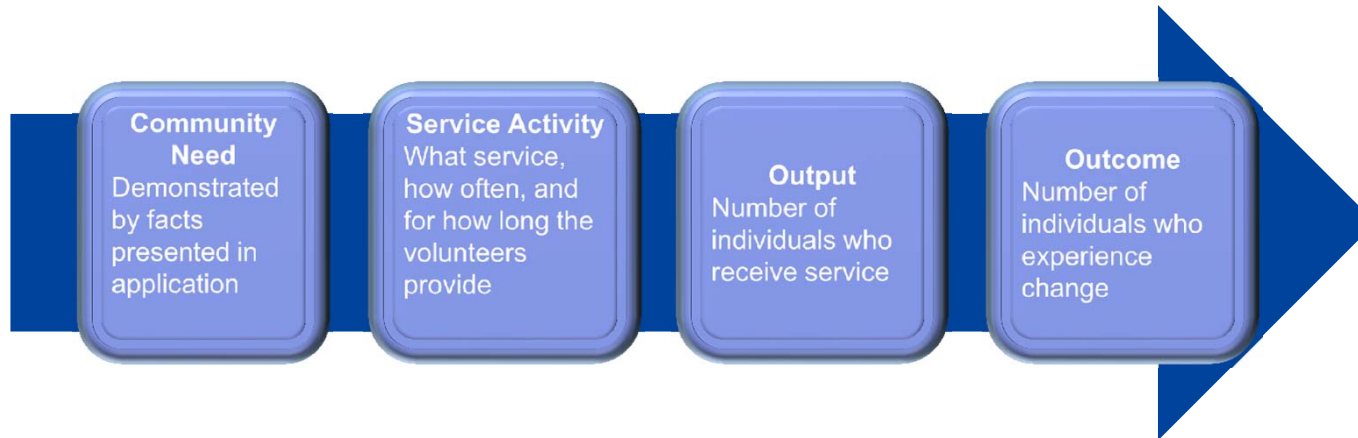 Community
Need
Demonstrated
by facts
presented in
application
Service Activity
What service,
how often, and
for how long the
volunteers
provide
Output
Number of
individuals who
receive service
Outcome
Number of
individuals who
experience
change